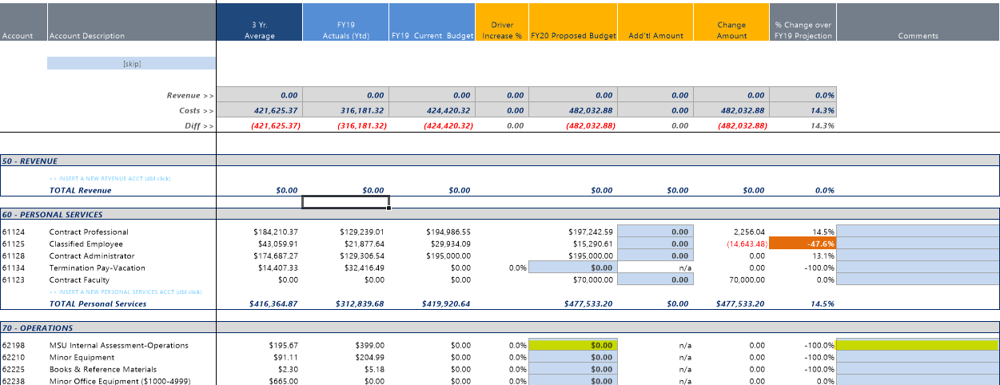 Account Account Description 3 Yr. Average FY19 Actuals (Ytd) FY19 Current Budget Driver Increase % FY20 Proposed Budget Add'tl Amount Change Amount % Change over FY19 Projection Comments
[skip]
Revenue >> 0.00 0.00 0.00 0.00 0.00 0.00 0.00 0.0%
Costs >> 421,625.37 316,181.32 424,420.32 0.00 482,032.88 0.00 482,032.88 14.3%
Diff >> (421,625.37) (316,181.32) (424,420.32) 0.00 (482,032.88) 0.00 (482,032.88) 14.3%
50 - REVENUE
>> INSERT A NEW REVENUE ACCT (dbl click)
TOTAL Revenue $0.00 $0.00 $0.00 $0.00 $0.00 $0.00 0.0%
60 - PERSONAL SERVICES
61124 Contract Professional $184,210.37 $129,239.01 $194,986.55 $197,242.59 0.00 2,256.04 14.5%
61125 Classified Employee $43,059.91 $21,877.64 $29,934.09 $15,290.61 0.00 (14,643.48) -47.6%
61128 Contract Administrator $174,687.27 $129,306.54 $195,000.00 $195,000.00 0.00 0.00 13.1%
61134 Termination Pay-Vacation $14,407.33 $32,416.49 $0.00 0.0% $0.00 n/a 0.00 -100.0%
61123 Contract Faculty $0.00 $0.00 $0.00 $70,000.00 0.00 70,000.00 0.0%
>> INSERT A NEW PERSONAL SERVICES ACCT (dbl click)
TOTAL Personal Services $416,364.87 $312,839.68 $419,920.64 $477,533.20 $0.00 $477,533.20 14.5%
70 - OPERATIONS
62198 MSU Internal Assessment-Operations $195.67 $399.00 $0.00 0.0% $0.00 n/a 0.00 -100.0%
62210 Minor Equipment $91.11 $204.99 $0.00 0.0% $0.00 n/a 0.00 -100.0%
62225 Books & Reference Materials $2.30 $5.18 $0.00 0.0% $0.00 n/a 0.00 -100.0%
62238 Minor Office Equipment ($1000-4999) $665.00 $0.00 $0.00 0.0% $0.00 n/a 0.00 0.0%